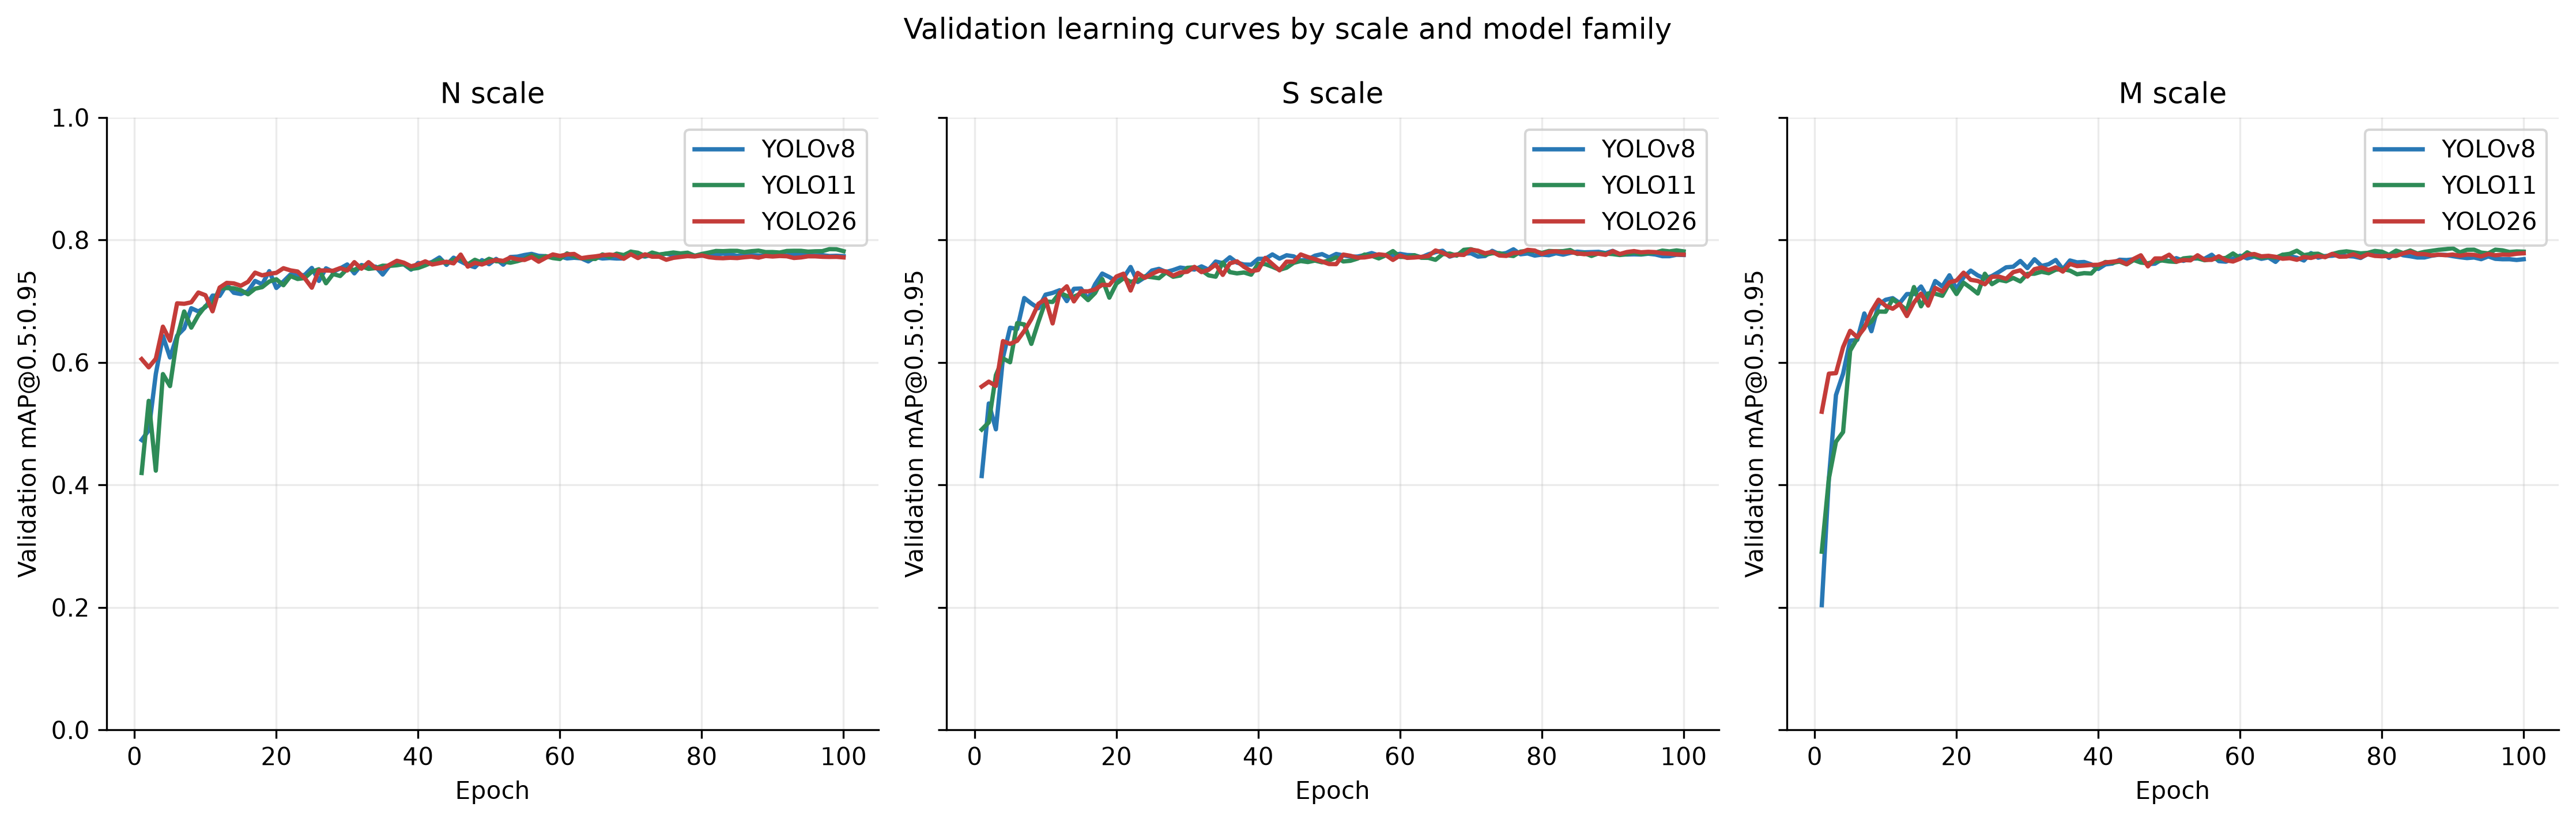 Validation learning curves by scale and model family
N scale
Validation mAP@0.5:0.95
1.0
0.8
0.6
0.4
0.2
0.0
YOLOv8
YOLO11
YOLO26
0 20 40 60 80 100
Epoch
S scale
Validation mAP@0.5:0.95
YOLOv8
YOLO11
YOLO26
0 20 40 60 80 100
Epoch
M scale
Validation mAP@0.5:0.95
YOLOv8
YOLO11
YOLO26
0 20 40 60 80 100
Epoch